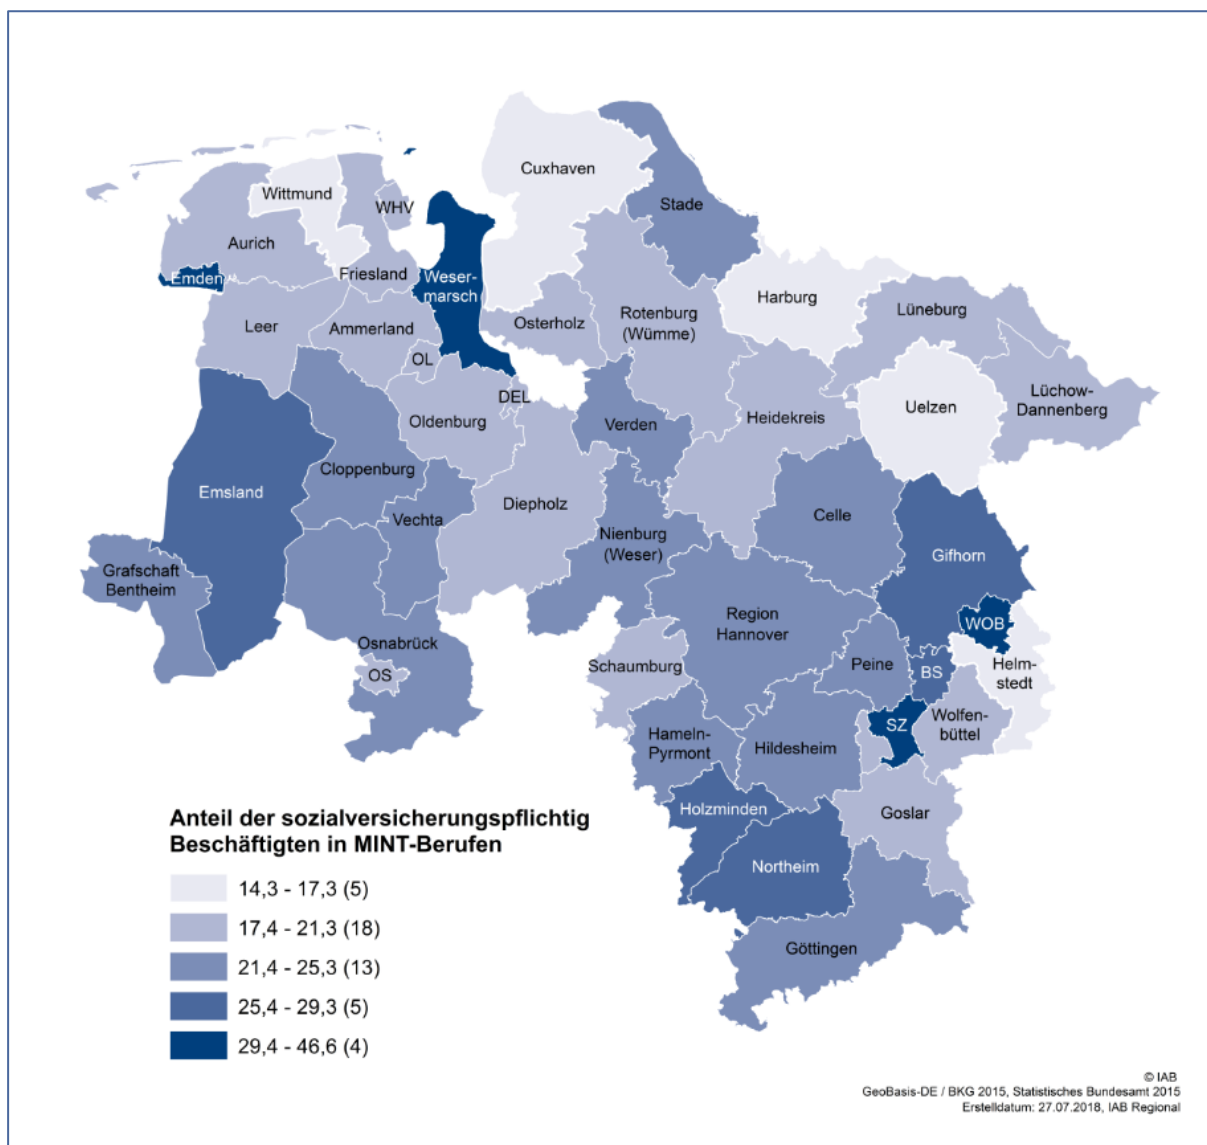 Cuxhaven
Wittmund
WHV
Stade
Aurich
Friesland
Emden
Weser-
marsch
Harburg
Rotenburg
(Wümme)
Lüneburg
Leer
Ammerland
Osterholz
OL
DEL
Oldenburg
Verden
Heidekreis
Uelzen
Lüchow-
Dannenberg
Cloppenburg
Emsland
Vechta
Diepholz
Nienburg
(Weser)
Celle
Gifhorn
Grafschaft
Bentheim
Region
Hannover
WOB
Osnabrück
OS
Schaumburg
Peine
BS
Helm-
stedt
SZ
Wolfen-
büttel
Hameln-
Pyrmont
Hildesheim
Holzminden
Goslar
Northeim
Göttingen
Anteil der sozialversicherungspflichtig
Beschäftigten in MINT-Berufen
14,3 - 17,3 (5)
17,4 - 21,3 (18)
21,4 - 25,3 (13)
25,4 - 29,3 (5)
29,4 - 46,6 (4)
© IAB
GeoBasis-DE / BKG 2015, Statistisches Bundesamt 2015
Erstelldatum: 27.07.2018, IAB Regional